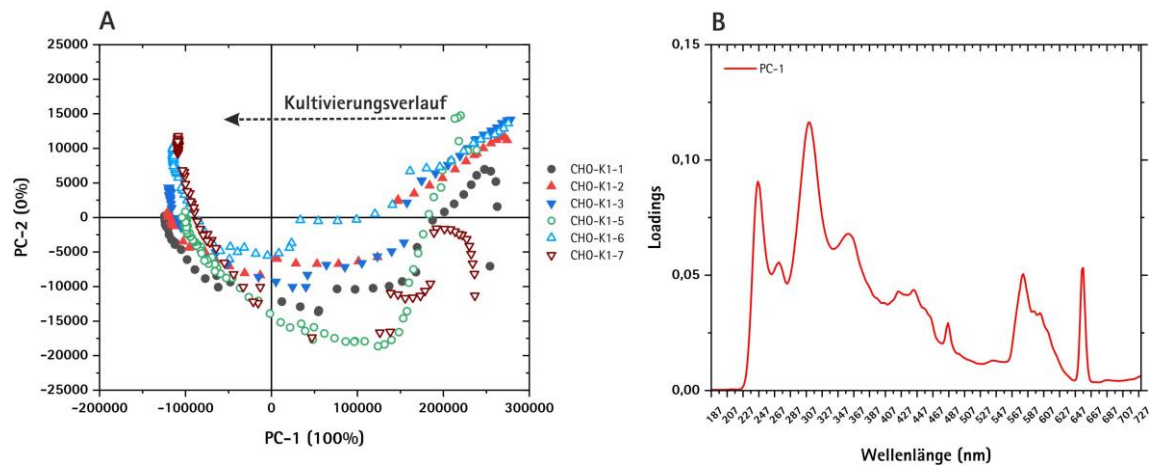 A
25000
20000
15000
10000
5000
0
-5000
-10000
-15000
-20000
-25000
PC-2 (0%)
Kultivierungsverlauf
-200000 -100000 0 100000 200000 300000
PC-1 (100%)
CHO-K1-1
CHO-K1-2
CHO-K1-3
CHO-K1-5
CHO-K1-6
CHO-K1-7
B
0,15
0,10
0,05
0,00
Loadings
PC-1
187 207 227 247 267 287 307 327 347 367 387 407 427 447 467 487 507 527 547 567 587 607 627 647 667 687 707 727
Wellenlänge (nm)